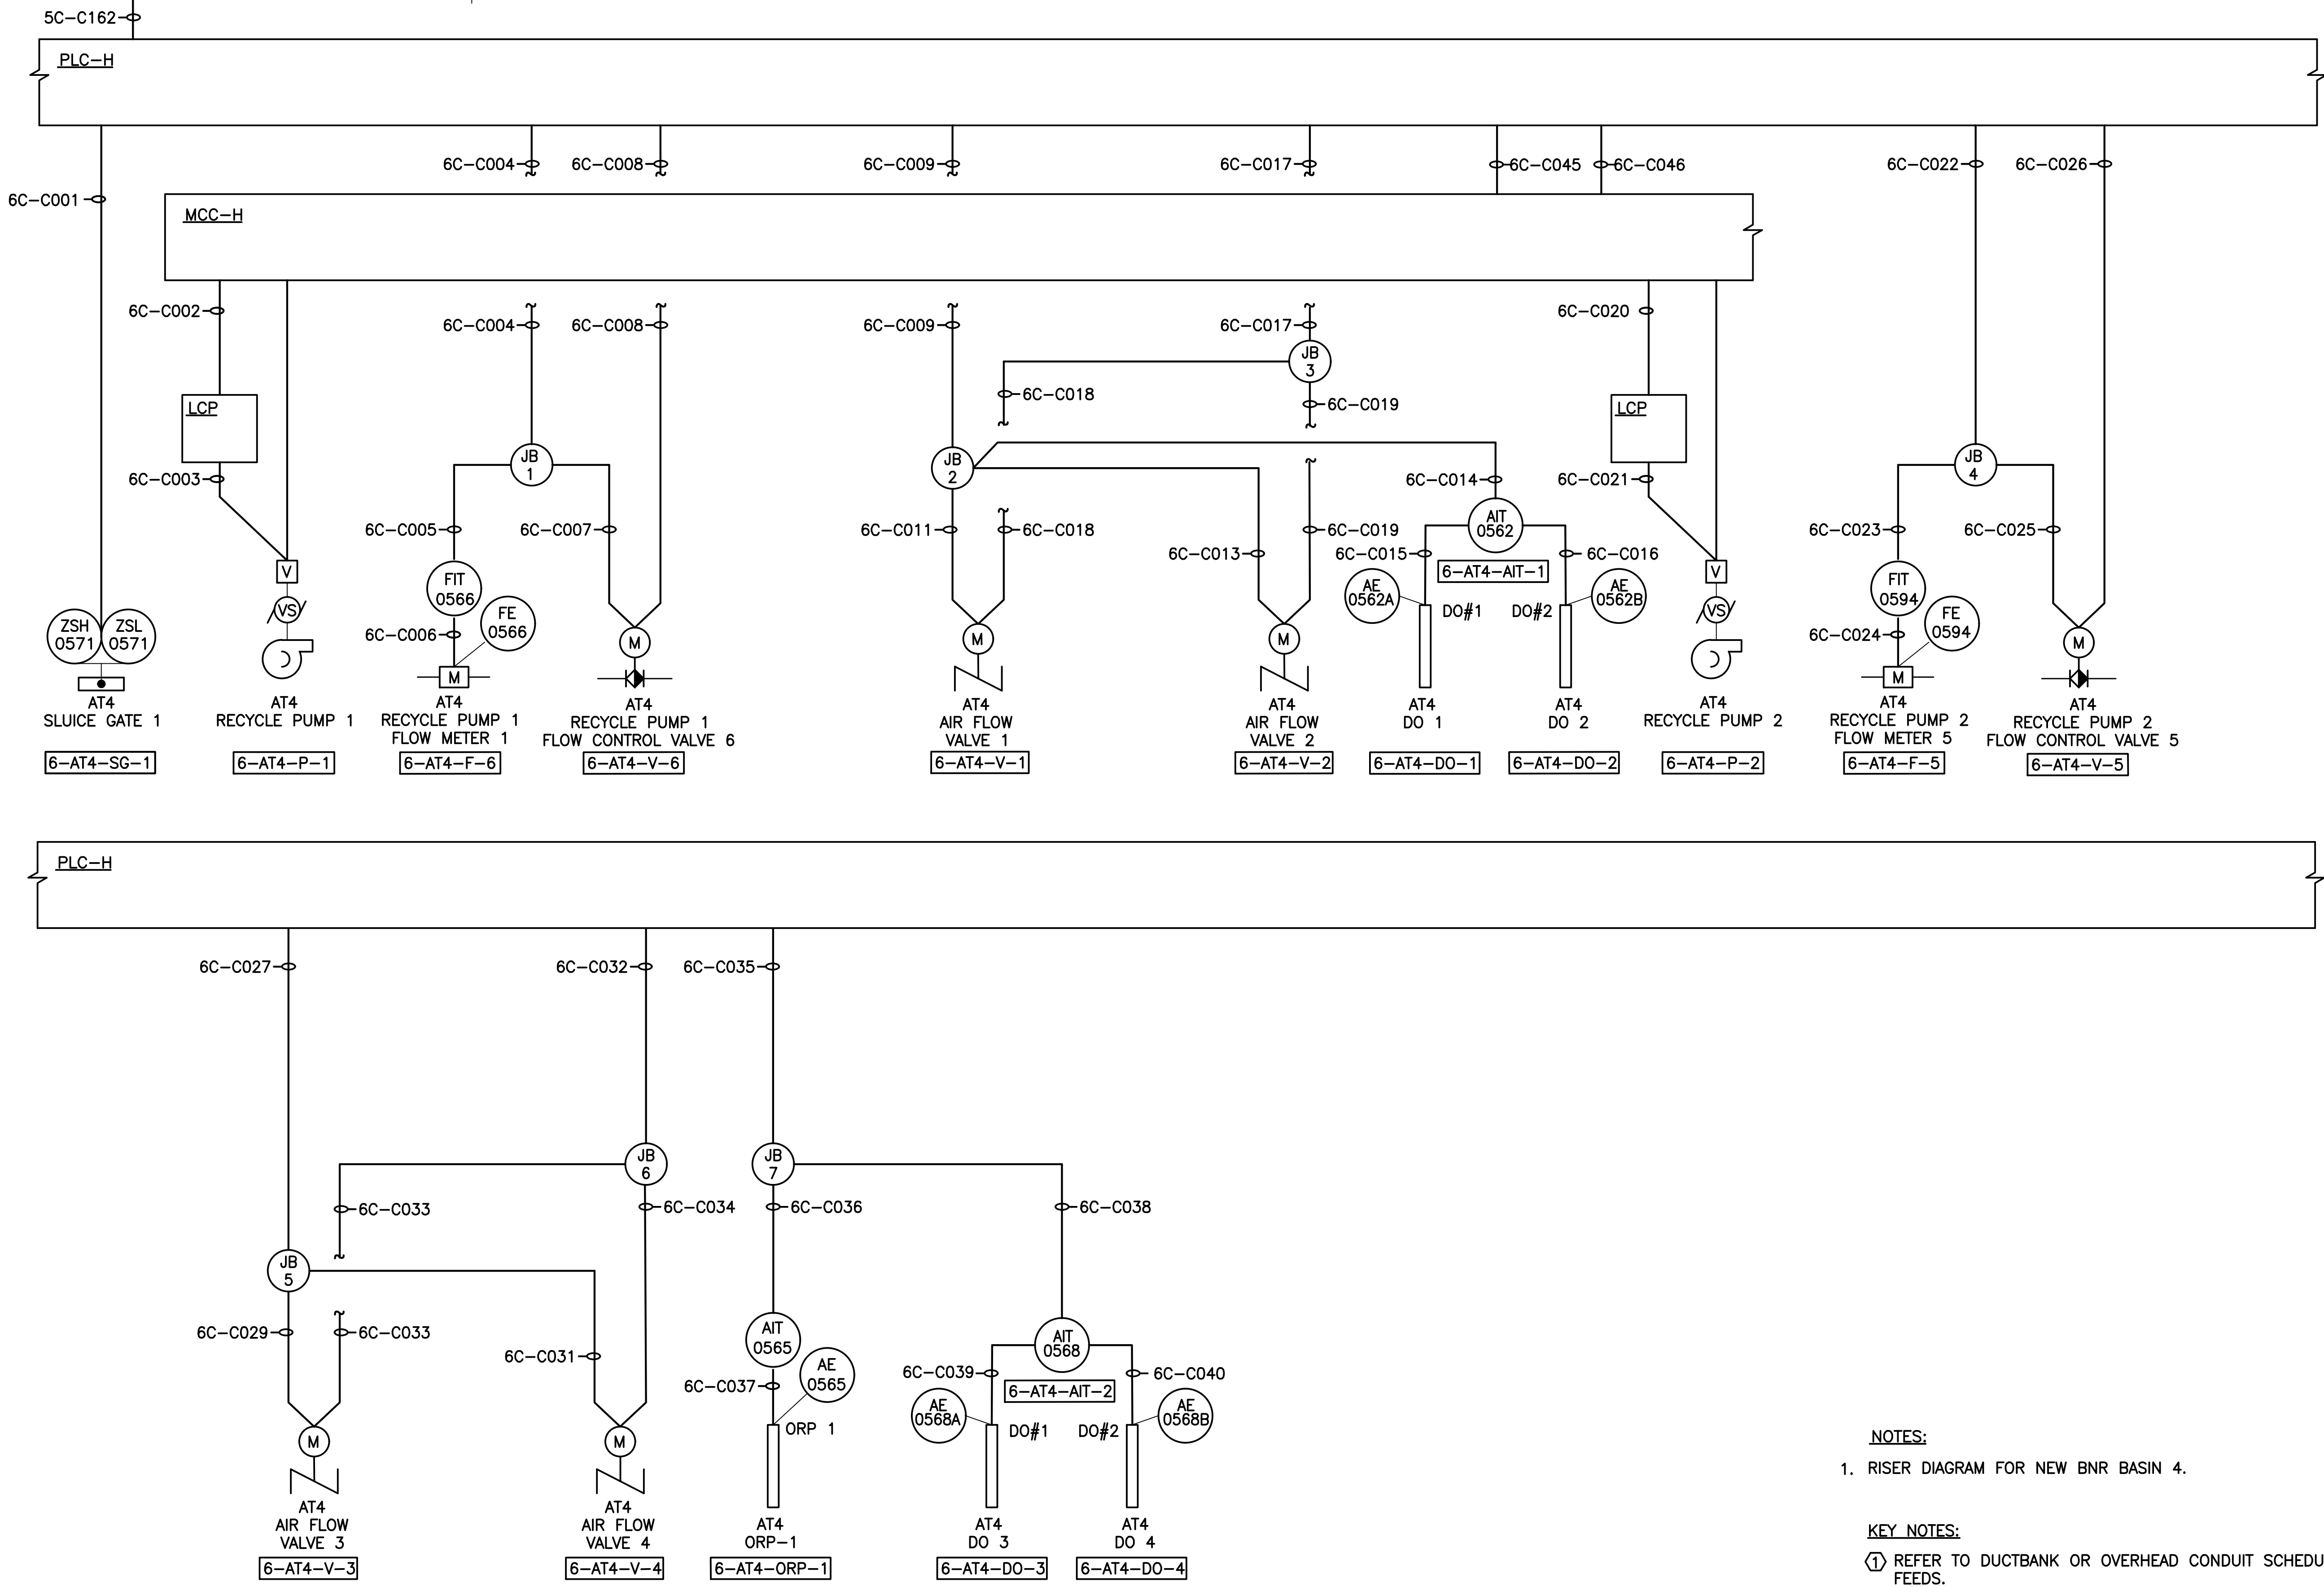 5C-C162
PLC-H
6C-C004
6C-C008
6C-C009
6C-C017
6C-C045
6C-C046
6C-C022
6C-C026
6C-C001
MCC-H
6C-C002
6C-C004
6C-C008
6C-C009
6C-C017
6C-C020
JB
3
6C-C018
6C-C019
LCP
LCP
JB
1
JB
2
JB
4
6C-C003
6C-C014
6C-C021
6C-C005
6C-C007
6C-C011
6C-C018
6C-C013
6C-C019
AIT
0562
6C-C015
6C-C016
6C-C023
6C-C025
6-AT4-AIT-1
V
V
FIT
0566
AE
0562A
AE
0562B
FIT
0594
VS
DO#1
DO#2
VS
FE
0566
FE
0594
ZSH
0571
ZSL
0571
6C-C006
M
M
M
6C-C024
M
M
M
AT4
SLUICE GATE 1
6-AT4-SG-1
AT4
RECYCLE PUMP 1
6-AT4-P-1
AT4
RECYCLE PUMP 1
FLOW METER 1
6-AT4-F-6
AT4
RECYCLE PUMP 1
FLOW CONTROL VALVE 6
6-AT4-V-6
AT4
AIR FLOW
VALVE 1
6-AT4-V-1
AT4
AIR FLOW
VALVE 2
6-AT4-V-2
AT4
DO 1
6-AT4-DO-1
AT4
DO 2
6-AT4-DO-2
AT4
RECYCLE PUMP 2
6-AT4-P-2
AT4
RECYCLE PUMP 2
FLOW METER 5
6-AT4-F-5
AT4
RECYCLE PUMP 2
FLOW CONTROL VALVE 5
6-AT4-V-5
PLC-H
6C-C027
6C-C032
6C-C035
JB
6
JB
7
6C-C033
6C-C034
6C-C036
6C-C038
JB
5
6C-C029
6C-C033
6C-C031
AIT
0565
AIT
0568
6C-C037
AE
0565
6C-C039
6C-C040
6-AT4-AIT-2
AE
0568A
AE
0568B
ORP 1
DO#1
DO#2
M
M
AT4
AIR FLOW
VALVE 3
6-AT4-V-3
AT4
AIR FLOW
VALVE 4
6-AT4-V-4
AT4
ORP-1
6-AT4-ORP-1
AT4
DO 3
6-AT4-DO-3
AT4
DO 4
6-AT4-DO-4
NOTES:
1. RISER DIAGRAM FOR NEW BNR BASIN 4.
KEY NOTES:
1 REFER TO DUCTBANK OR OVERHEAD CONDUIT SCHEDU
FEEDS.